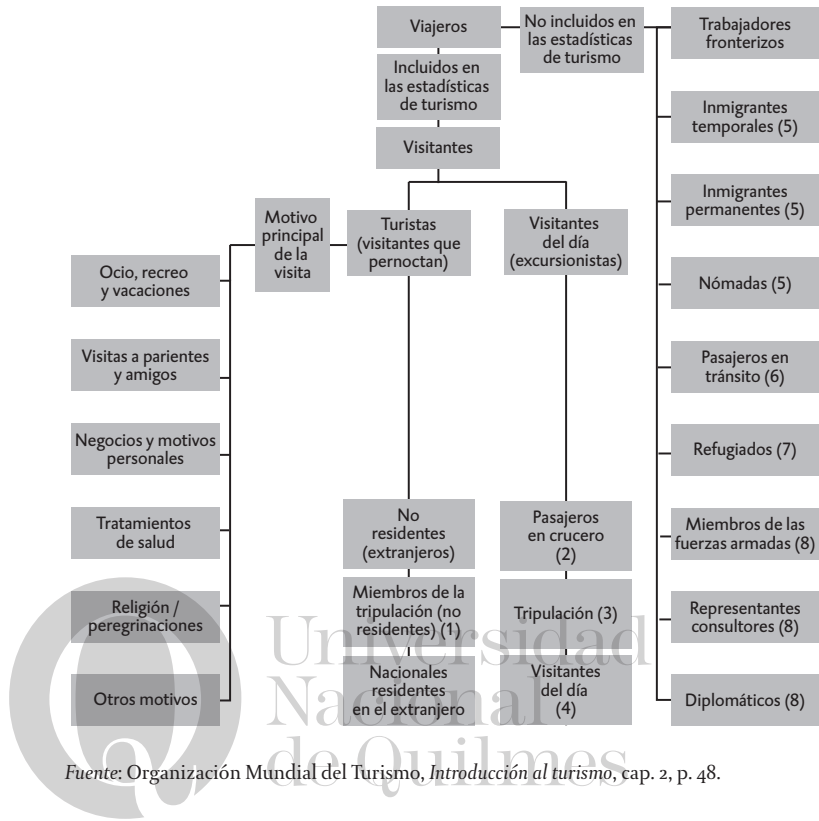 Viajeros
No incluidos en
las estadísticas
de turismo
Trabajadores
fronterizos
Incluidos en
las estadísticas
de turismo
Visitantes
Inmigrantes
temporales (5)
Inmigrantes
permanentes (5)
Nómadas (5)
Pasajeros en
tránsito (6)
Refugiados (7)
Miembros de las
fuerzas armadas (8)
Representantes
consultores (8)
Diplomáticos (8)
Motivo
principal
de la
visita
Turistas
(visitantes que
pernoctan)
Visitantes
del día
(excursionistas)
Ocio, recreo
y vacaciones
Visitas a parientes
y amigos
Negocios y motivos
personales
Tratamientos
de salud
Religión /
peregrinaciones
Otros motivos
No
residentes
(extranjeros)
Miembros de la
tripulación (no
residentes) (1)
Nacionales
residentes
en el extranjero
Pasajeros
en crucero
(2)
Tripulación (3)
Visitantes
del día
(4)
Universidad
Nacional
de Quilmes
Fuente: Organización Mundial del Turismo, Introducción al turismo, cap. 2, p. 48.